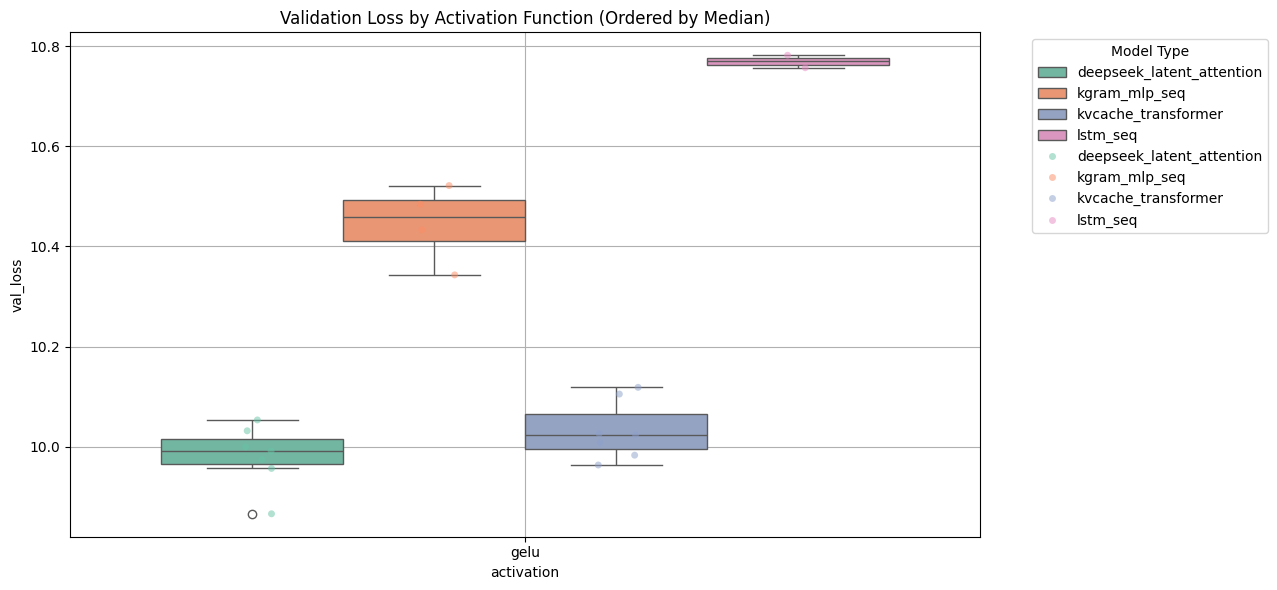 Validation Loss by Activation Function (Ordered by Median)
10.8
10.6
10.4
10.2
10.0
val_loss
gelu
activation
Model Type
deepseek_latent_attention
kgram_mlp_seq
kvcache_transformer
lstm_seq
deepseek_latent_attention
kgram_mlp_seq
kvcache_transformer
lstm_seq